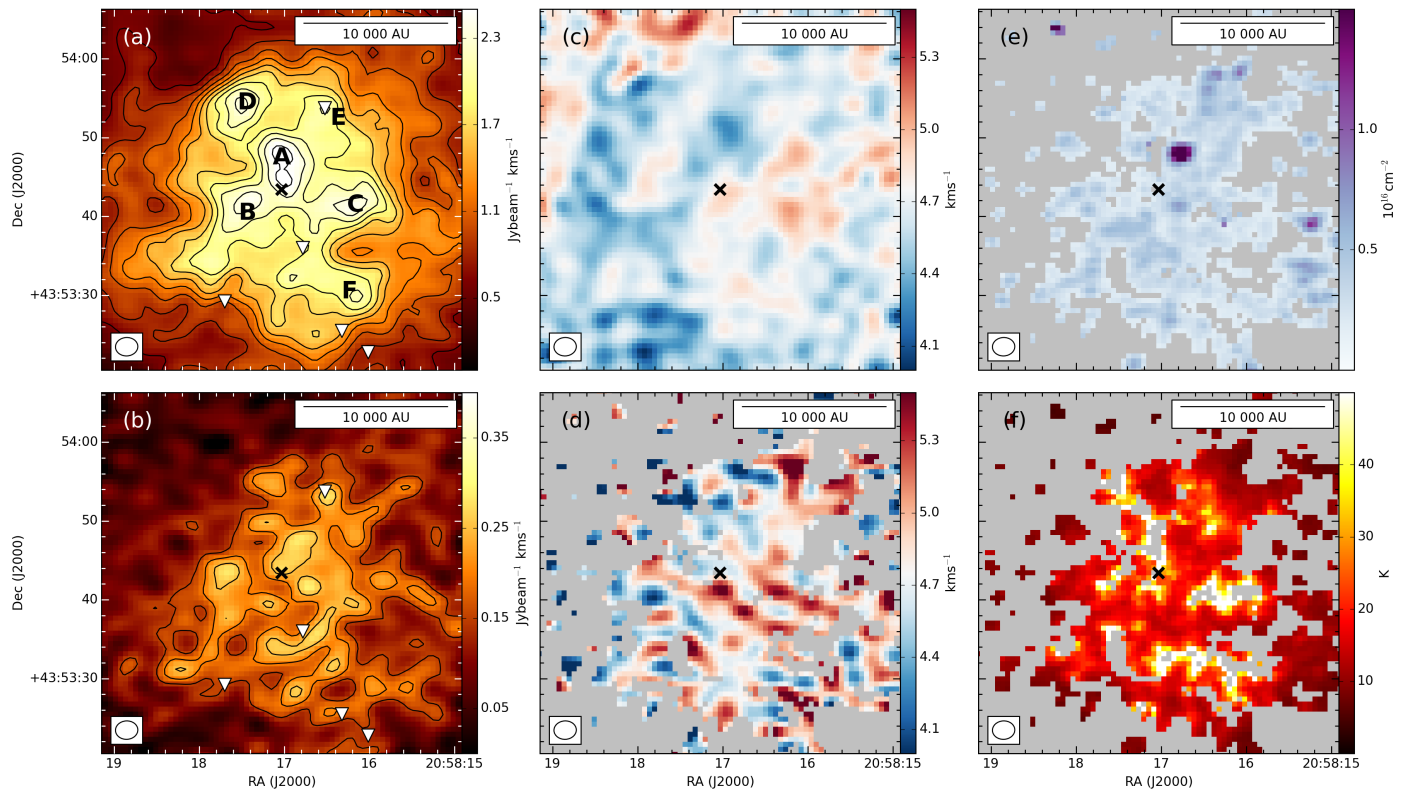 (a)
10 000 AU
2.3
1.7
1.1
0.5
Jybeam⁻¹ kms⁻¹
54:00
50
40
+43:53:30
Dec (J2000)
D
E
A
B
C
F
(c)
10 000 AU
5.3
5.0
4.7
4.4
4.1
kms⁻¹
(e)
10 000 AU
1.0
0.5
10¹⁶ cm⁻²
(b)
10 000 AU
0.35
0.25
0.15
0.05
Jybeam⁻¹ kms⁻¹
54:00
50
40
+43:53:30
Dec (J2000)
19 18 17 16 20:58:15
RA (J2000)
(d)
10 000 AU
5.3
5.0
4.7
4.4
4.1
kms⁻¹
19 18 17 16 20:58:15
RA (J2000)
(f)
10 000 AU
40
30
20
10
K
19 18 17 16 20:58:15
RA (J2000)